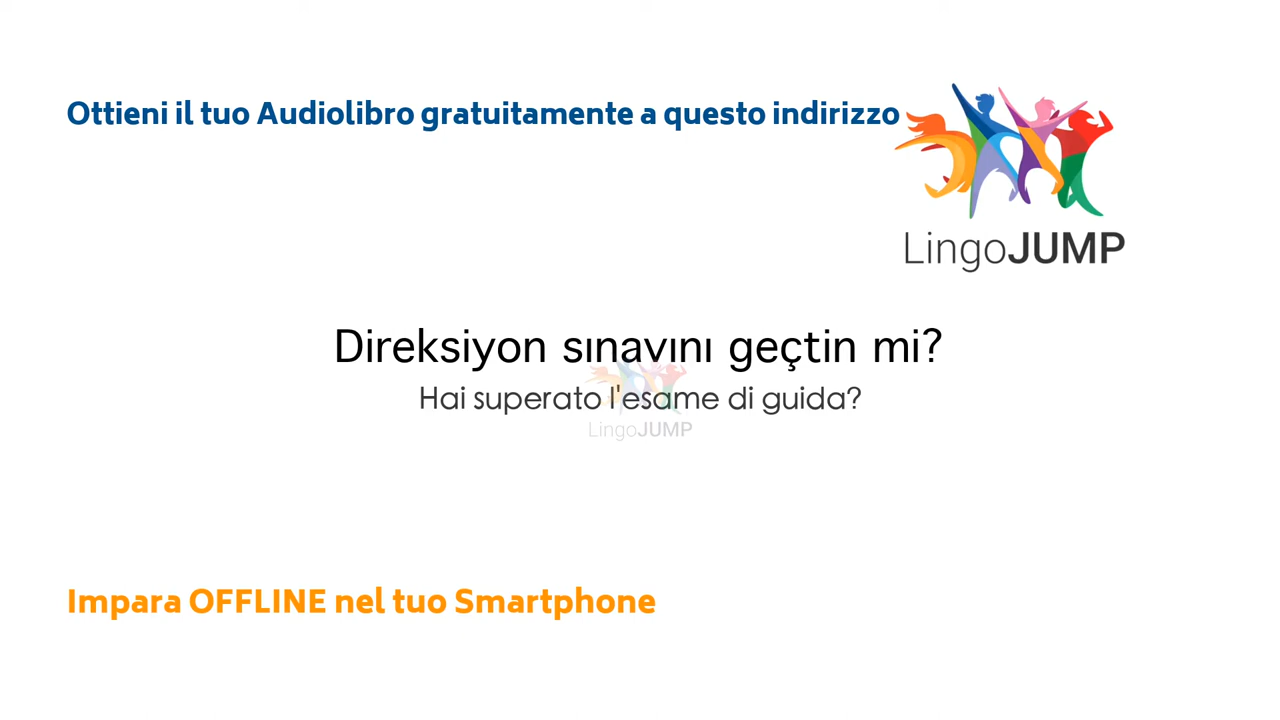 Ottieni il tuo Audiolibro gratuitamente a questo indirizzo
LingoJUMP
Direksiyon sınavını geçtin mi?
Hai superato l'esame di guida?
LingoJUMP
Impara OFFLINE nel tuo Smartphone